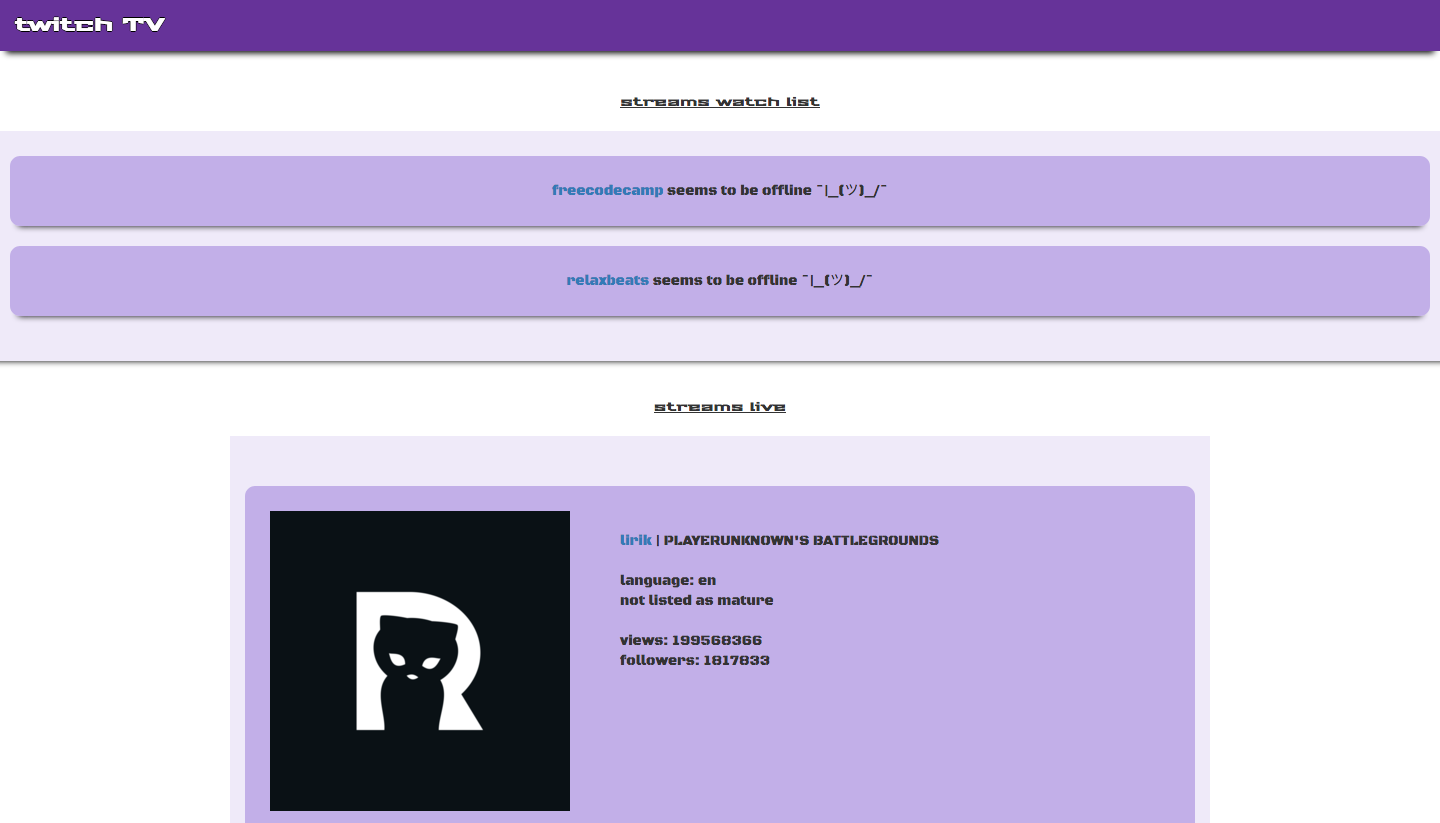 twitch TV
streams watch list
freecodecamp seems to be offline ¯|_(ツ)_/¯
relaxbeats seems to be offline ¯|_(ツ)_/¯
streams live
lirik | PLAYERUNKNOWN'S BATTLEGROUNDS
language: en
not listed as mature
views: 199568366
followers: 1817833